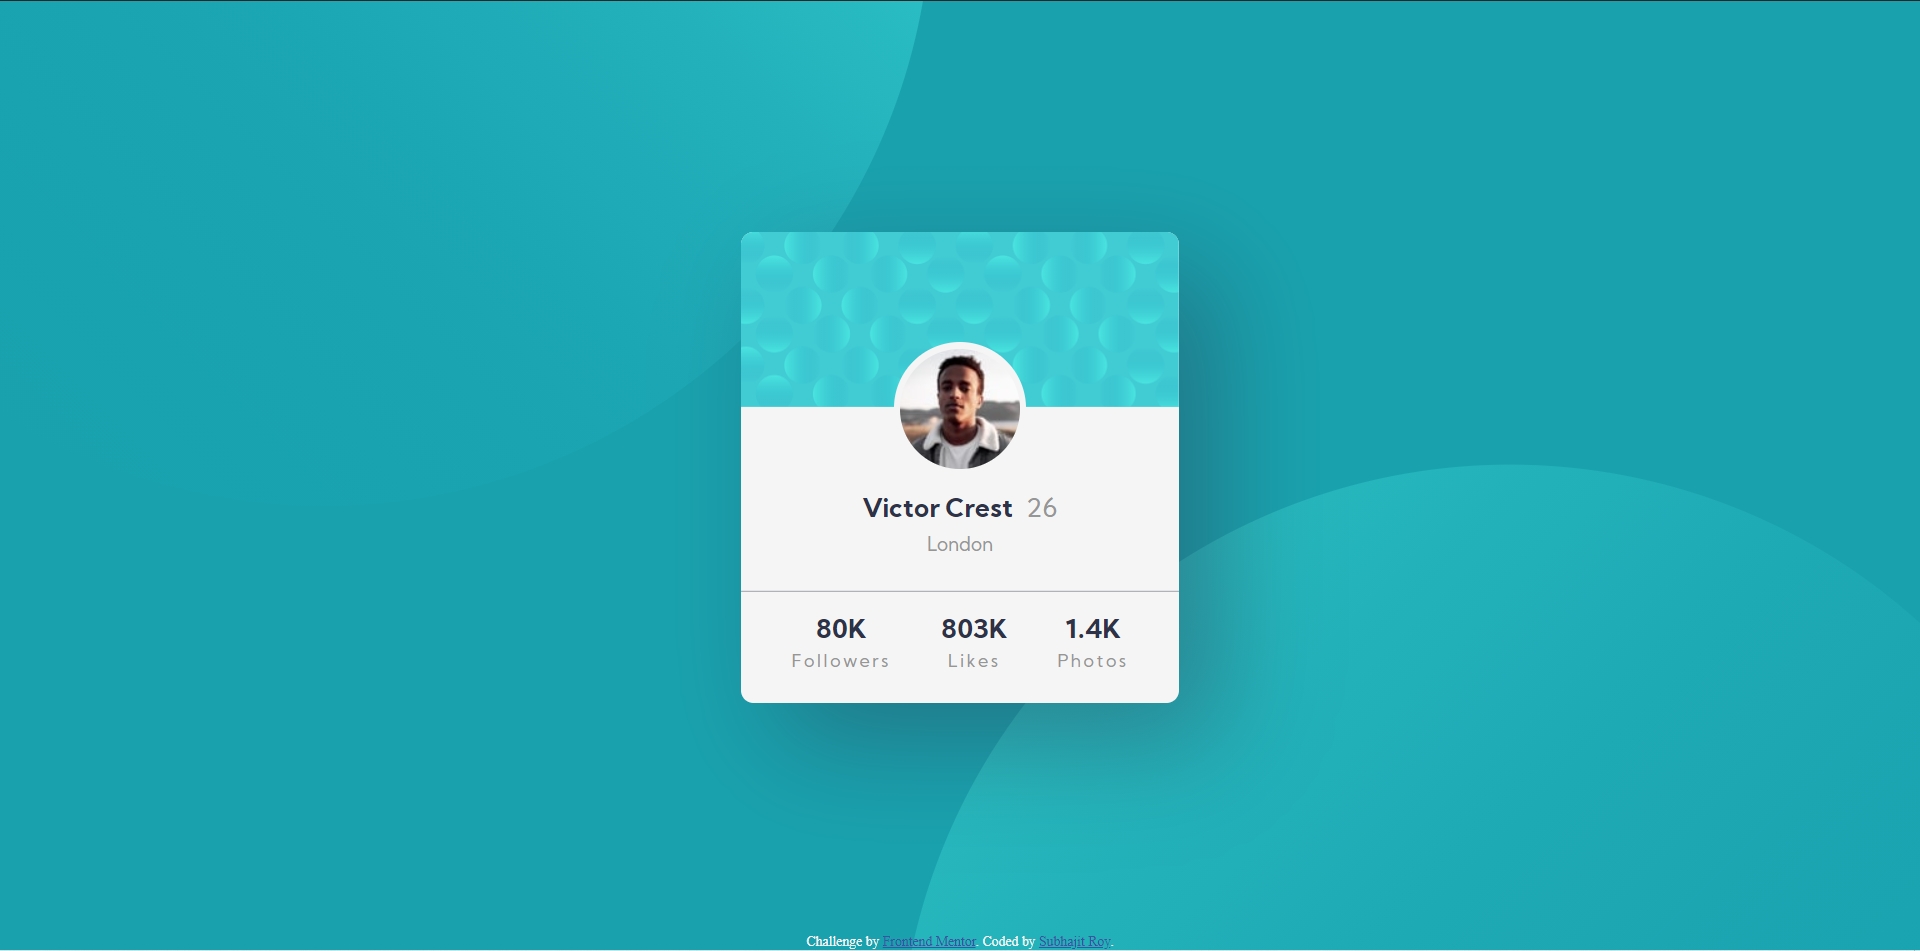 Victor Crest 26
London
80K 803K 1.4K
Followers Likes Photos
Challenge by Frontend Mentor. Coded by Subhajit Roy.